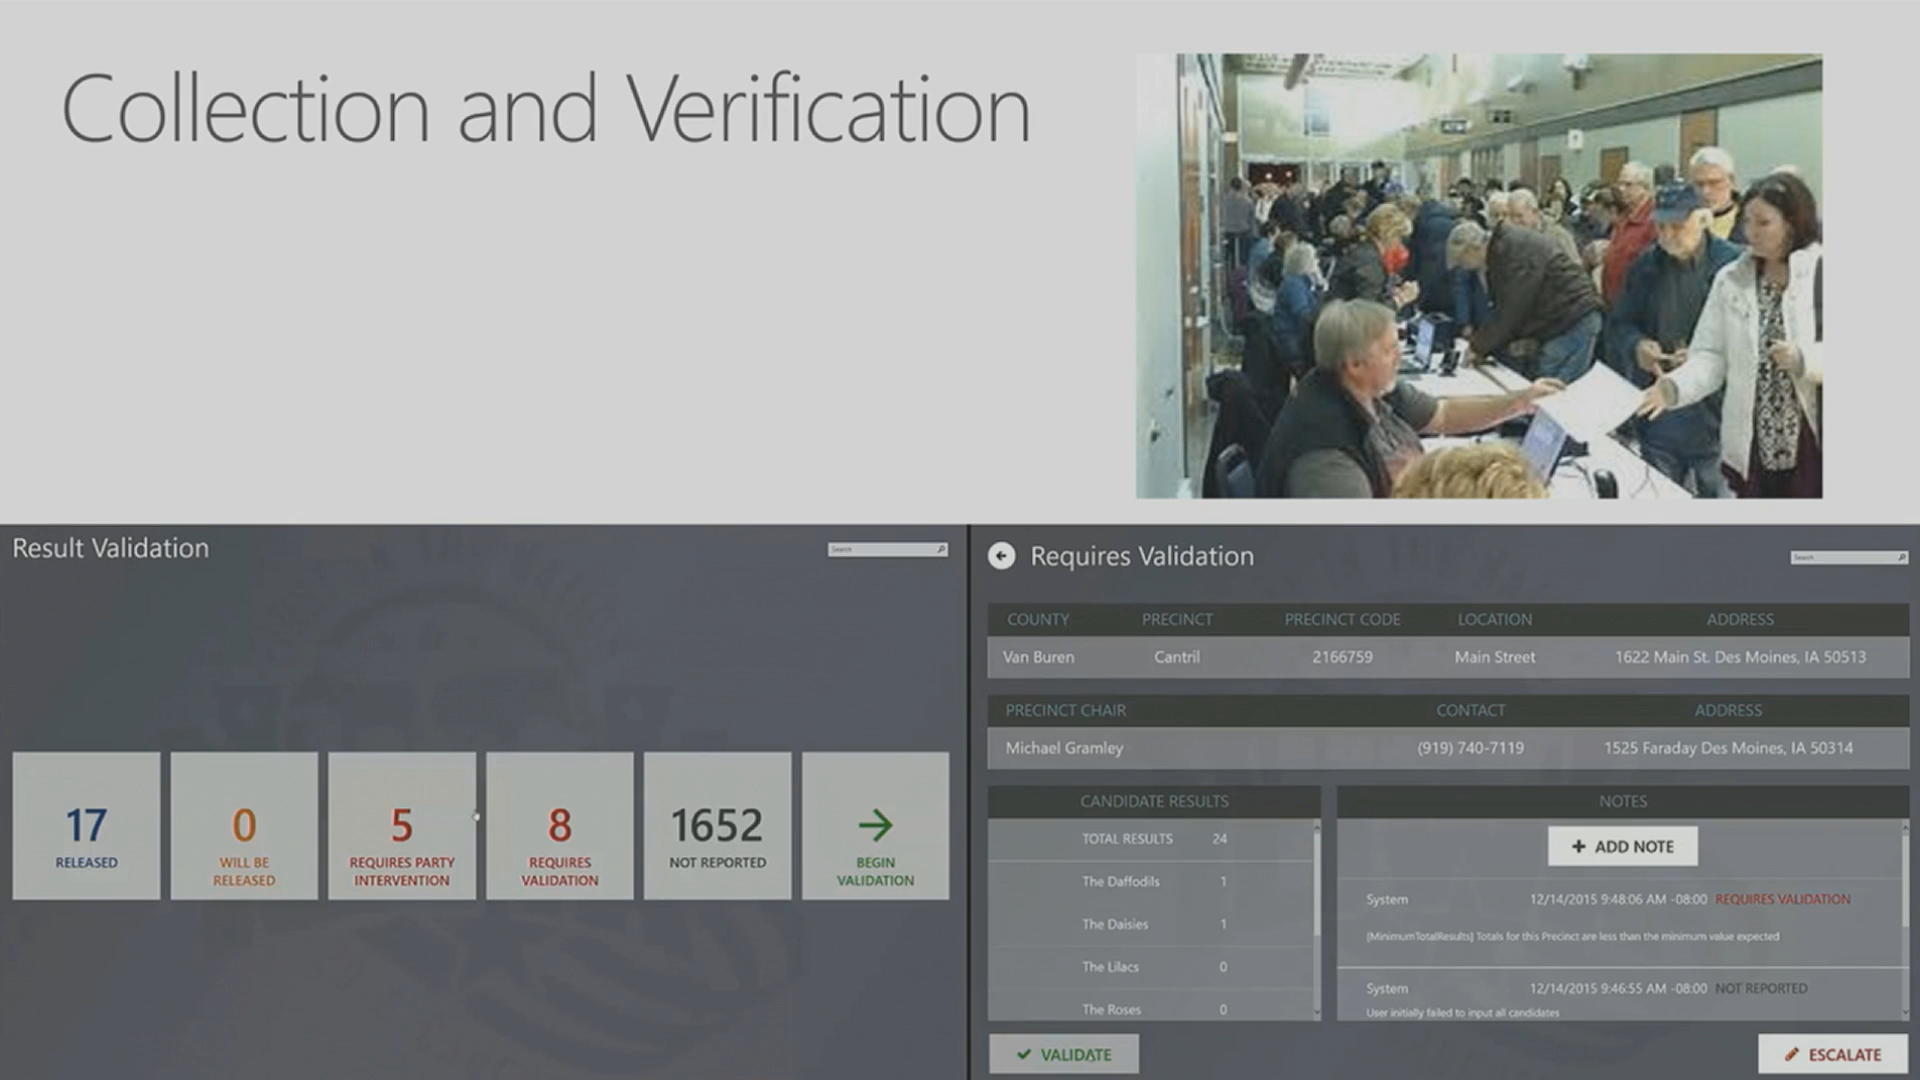 Collection and Verification
Result Validation
Search
17
RELEASED
0
WILL BE
RELEASED
5
REQUIRES PARTY
INTERVENTION
8
REQUIRES
VALIDATION
1652
NOT REPORTED
BEGIN
VALIDATION
Requires Validation
Search
COUNTY PRECINCT PRECINCT CODE LOCATION ADDRESS
Van Buren Cantril 2166759 Main Street 1622 Main St. Des Moines, IA 50513
PRECINCT CHAIR CONTACT ADDRESS
Michael Gramley (919) 740-7119 1525 Faraday Des Moines, IA 50314
CANDIDATE RESULTS
TOTAL RESULTS 24
The Daffodils 1
The Daisies 1
The Lilacs 0
The Roses 0
VALIDATE
NOTES
+ ADD NOTE
System 12/14/2015 9:48:06 AM -08:00 REQUIRES VALIDATION
[MinimumTotalResults] Totals for this Precinct are less than the minimum value expected
System 12/14/2015 9:46:55 AM -08:00 NOT REPORTED
User initially failed to input all candidates
ESCALATE